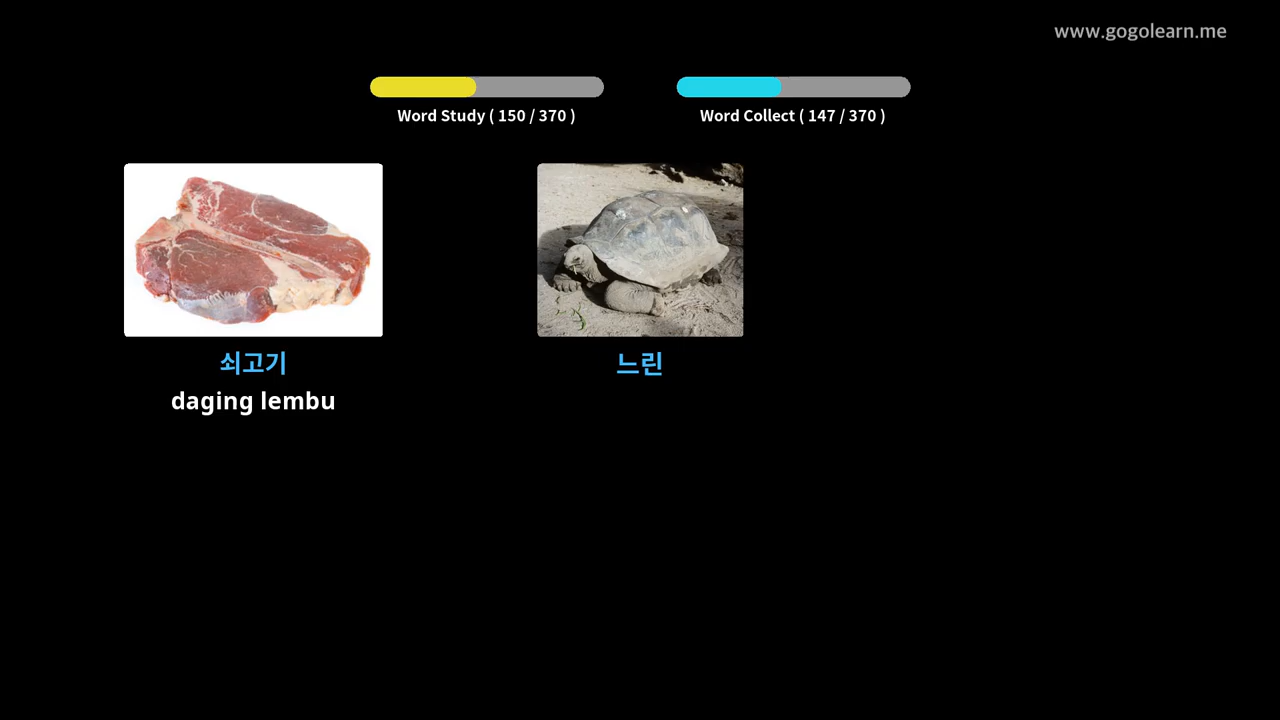 www.gogolearn.me
Word Study ( 150 / 370 )
Word Collect ( 147 / 370 )
쇠고기
daging lembu
느린